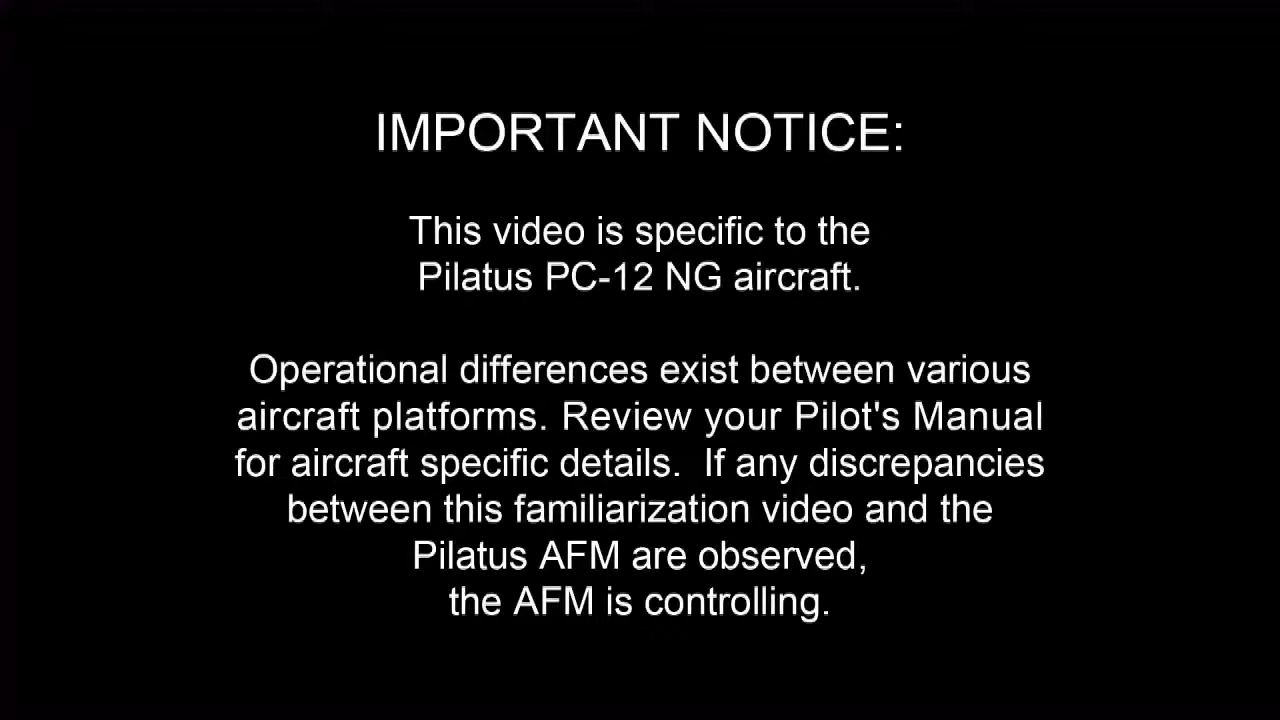 IMPORTANT NOTICE:
This video is specific to the
Pilatus PC-12 NG aircraft.
Operational differences exist between various
aircraft platforms. Review your Pilot's Manual
for aircraft specific details.  If any discrepancies
between this familiarization video and the
Pilatus AFM are observed,
the AFM is controlling.